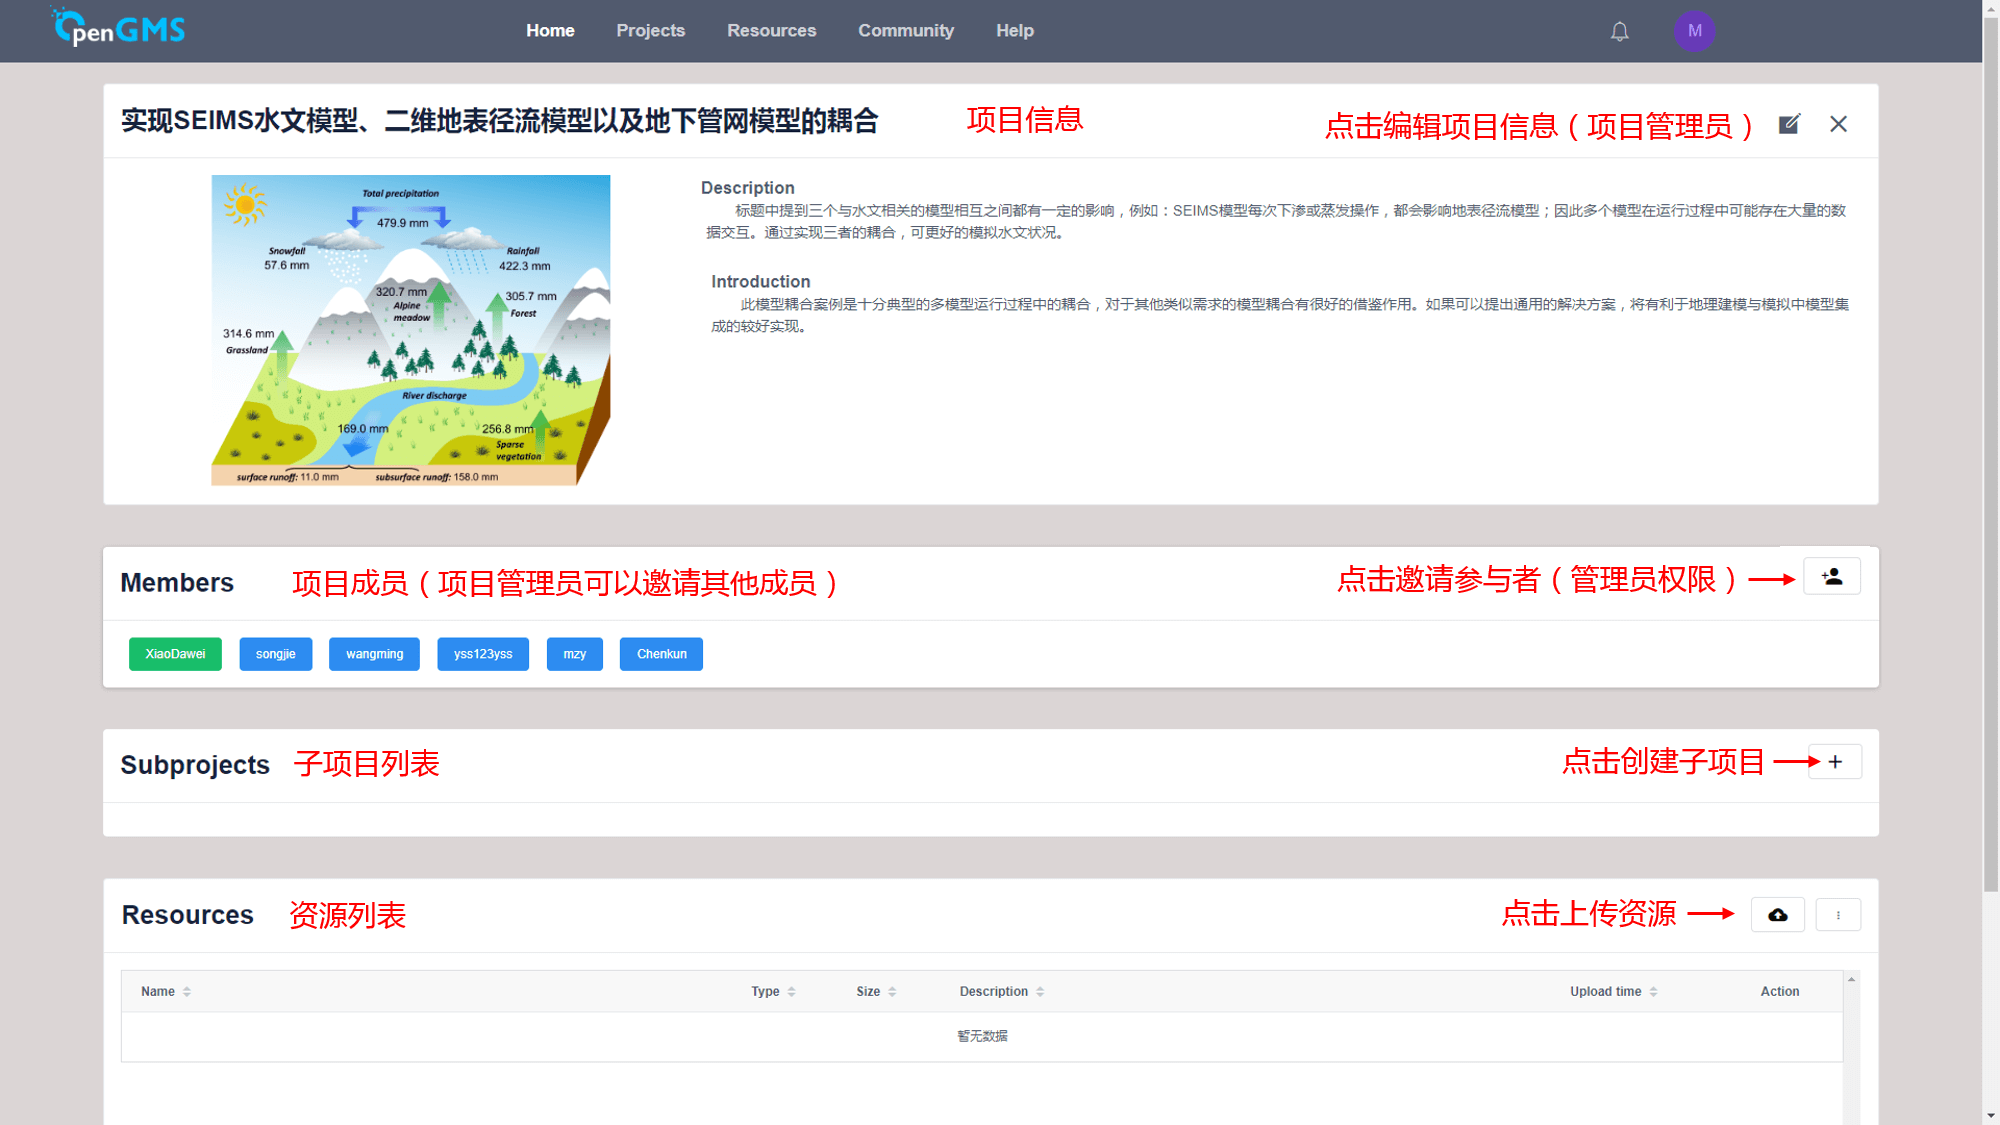 OpenGMS
Home Projects Resources Community Help
M
实现SEIMS水文模型、二维地表径流模型以及地下管网模型的耦合
项目信息
点击编辑项目信息（项目管理员）
Total precipitation
479.9 mm
Snowfall
57.6 mm
Rainfall
422.3 mm
320.7 mm
Alpine
meadow
305.7 mm
Forest
314.6 mm
Grassland
River discharge
169.0 mm
256.8 mm
Sparse
vegetation
surface runoff: 11.0 mm
subsurface runoff: 158.0 mm
Description
标题中提到三个与水文相关的模型相互之间都有一定的影响，例如：SEIMS模型每次下渗或蒸发操作，都会影响地表径流模型；因此多个模型在运行过程中可能存在大量的数
据交互。通过实现三者的耦合，可更好的模拟水文状况。
Introduction
此模型耦合案例是十分典型的多模型运行过程中的耦合，对于其他类似需求的模型耦合有很好的借鉴作用。如果可以提出通用的解决方案，将有利于地理建模与模拟中模型集
成的较好实现。
Members
项目成员（项目管理员可以邀请其他成员）
点击邀请参与者（管理员权限）
XiaoDawei songjie wangming yss123yss mzy Chenkun
Subprojects
子项目列表
点击创建子项目
Resources
资源列表
点击上传资源
Name Type Size Description Upload time Action
暂无数据